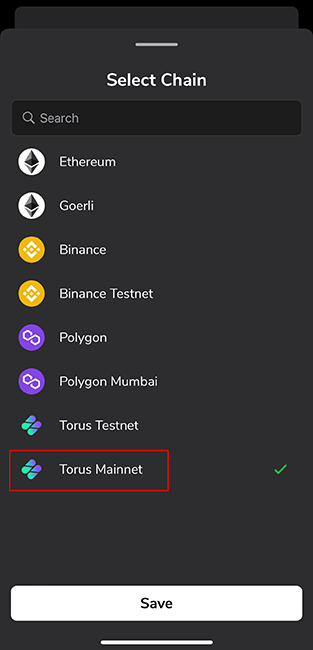 Select Chain
Search
Ethereum
Goerli
Binance
Binance Testnet
Polygon
Polygon Mumbai
Torus Testnet
Torus Mainnet
Save